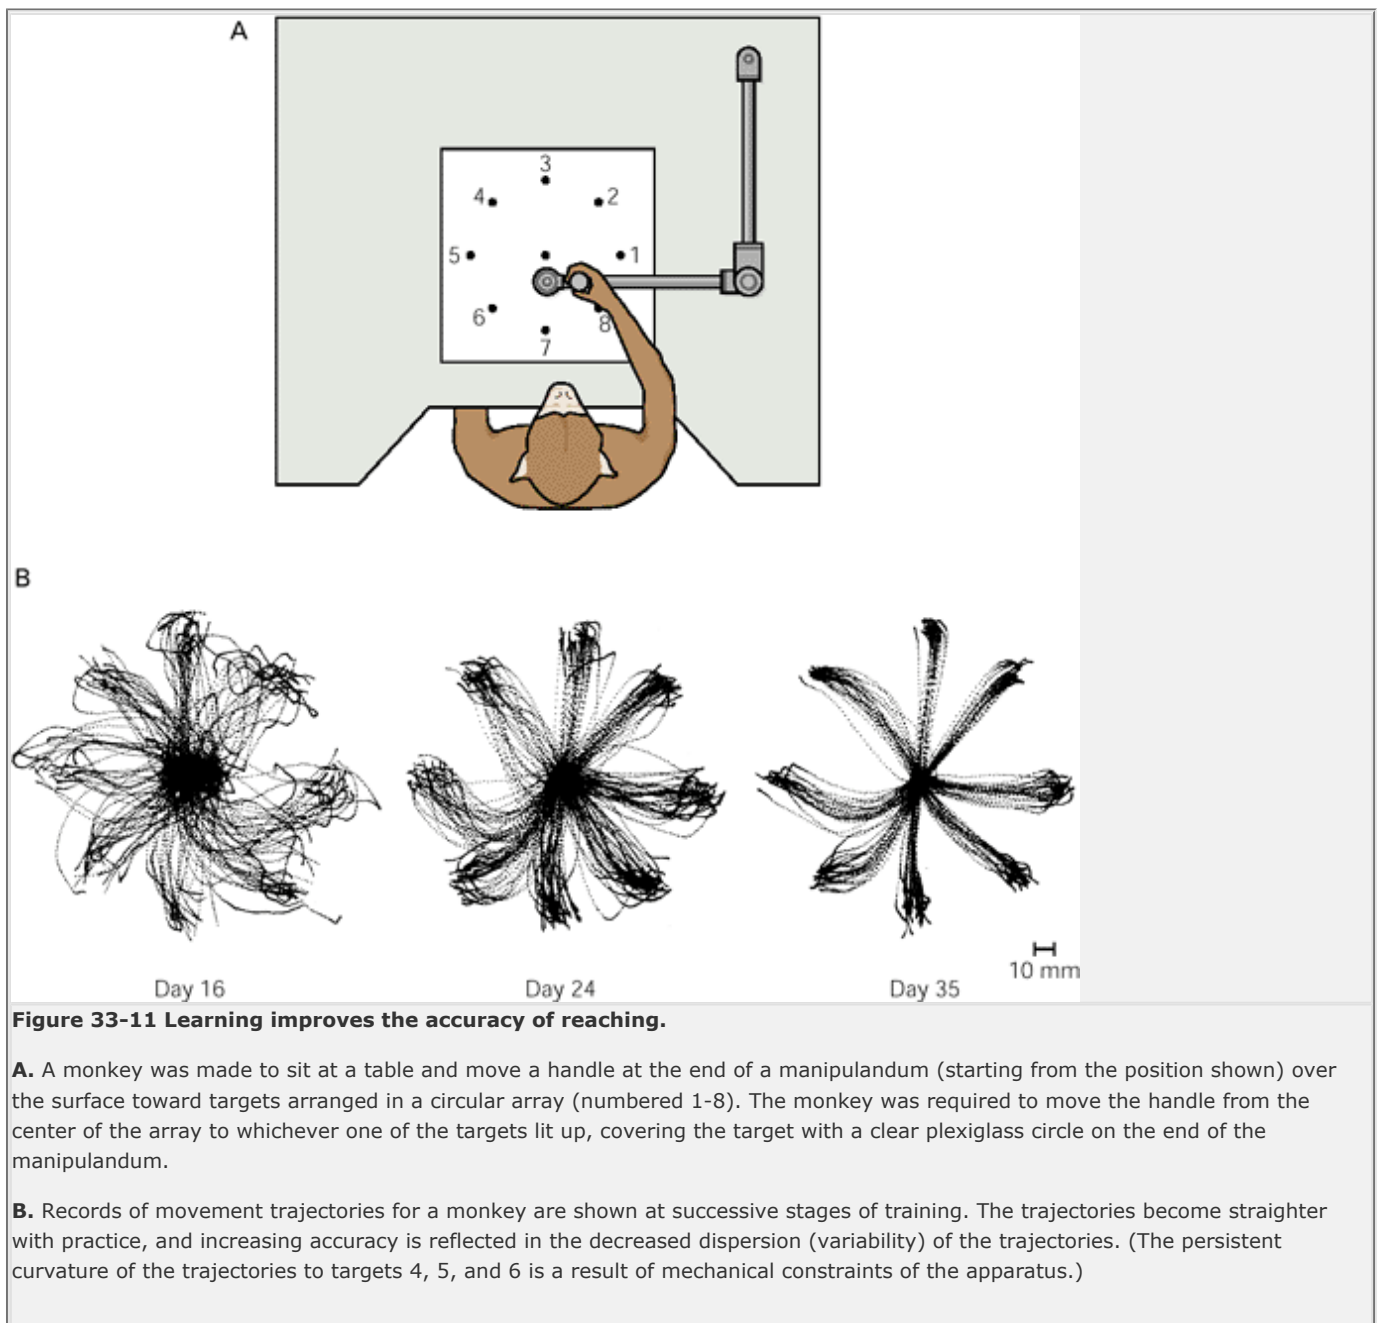 A
3
4
2
5
1
6
8
7
B
10 mm
Day 16 Day 24 Day 35
Figure 33-11 Learning improves the accuracy of reaching.
A. A monkey was made to sit at a table and move a handle at the end of a manipulandum (starting from the position shown) over
the surface toward targets arranged in a circular array (numbered 1-8). The monkey was required to move the handle from the
center of the array to whichever one of the targets lit up, covering the target with a clear plexiglass circle on the end of the
manipulandum.
B. Records of movement trajectories for a monkey are shown at successive stages of training. The trajectories become straighter
with practice, and increasing accuracy is reflected in the decreased dispersion (variability) of the trajectories. (The persistent
curvature of the trajectories to targets 4, 5, and 6 is a result of mechanical constraints of the apparatus.)